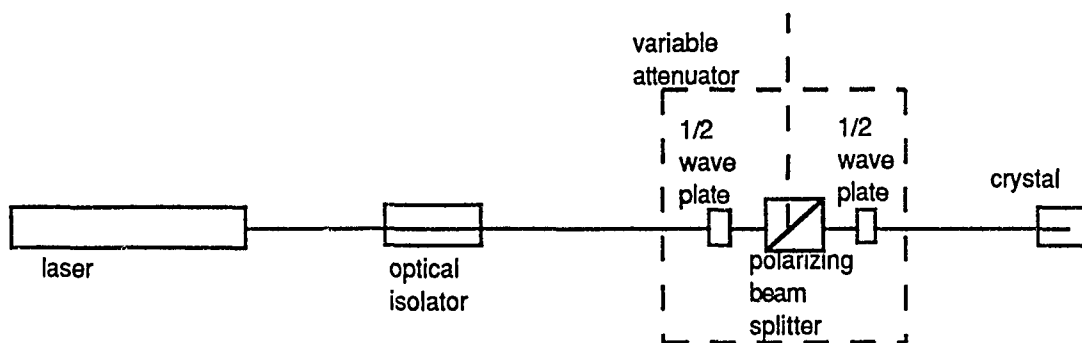 variable
attenuator
1/2
wave
plate
1/2
wave
plate
crystal
laser
optical
isolator
polarizing
beam
splitter